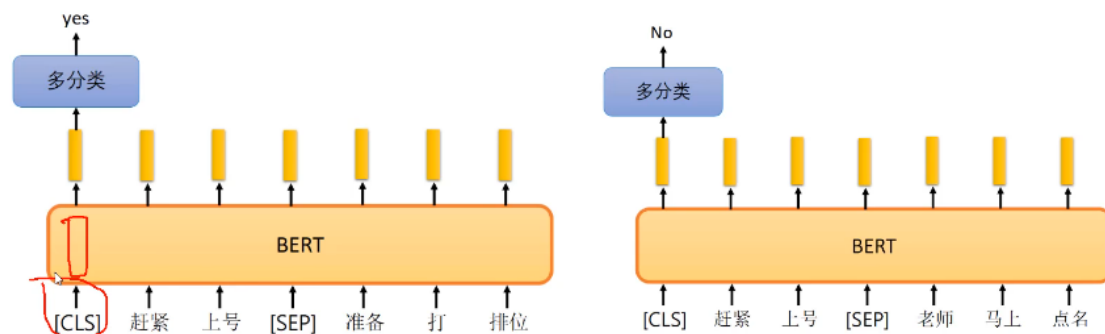 yes
多分类
BERT
[CLS] 赶紧 上号 [SEP] 准备 打 排位
No
多分类
BERT
[CLS] 赶紧 上号 [SEP] 老师 马上 点名